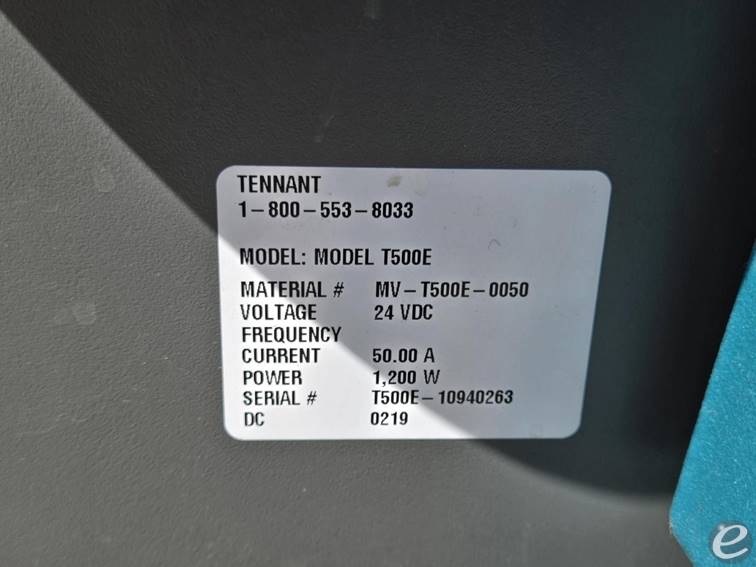 TENNANT
1-800-553-8033
MODEL: MODEL T500E
MATERIAL # MV-T500E-0050
VOLTAGE 24 VDC
FREQUENCY
CURRENT 50.00 A
POWER 1,200 W
SERIAL # T500E-10940263
DC 0219
e